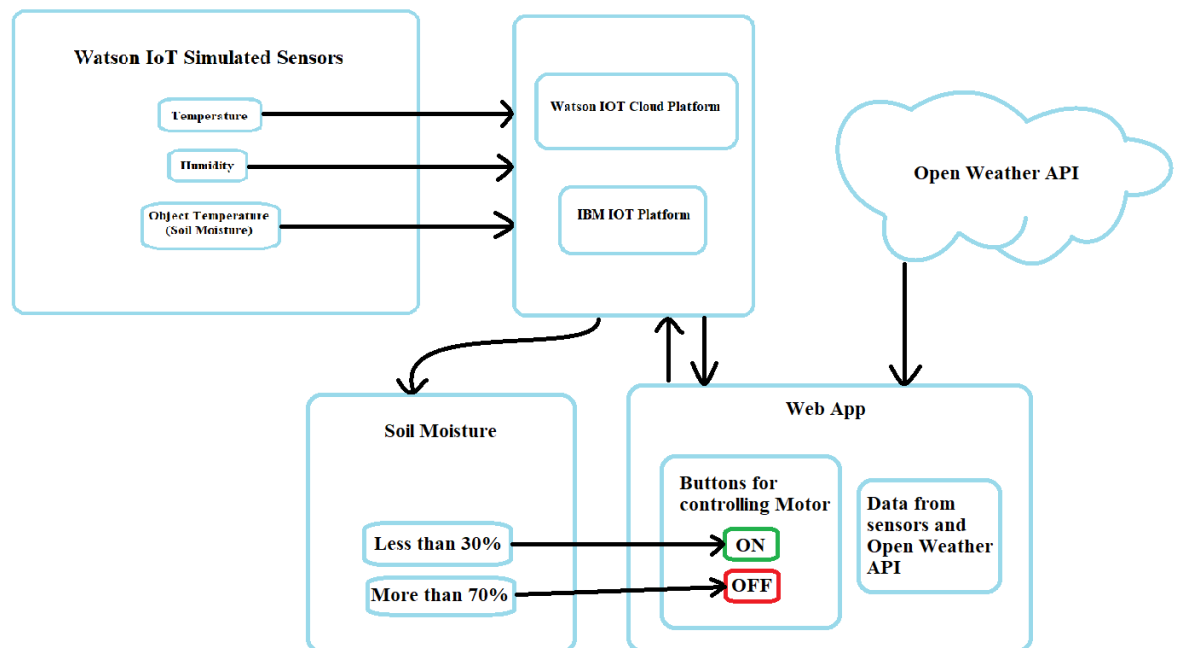 Watson IoT Simulated Sensors
Temperature
Humidity
Object Temperature
(Soil Moisture)
Watson IOT Cloud Platform
IBM IOT Platform
Open Weather API
Soil Moisture
Less than 30%
More than 70%
Web App
Buttons for
controlling Motor
ON
OFF
Data from
sensors and
Open Weather
API